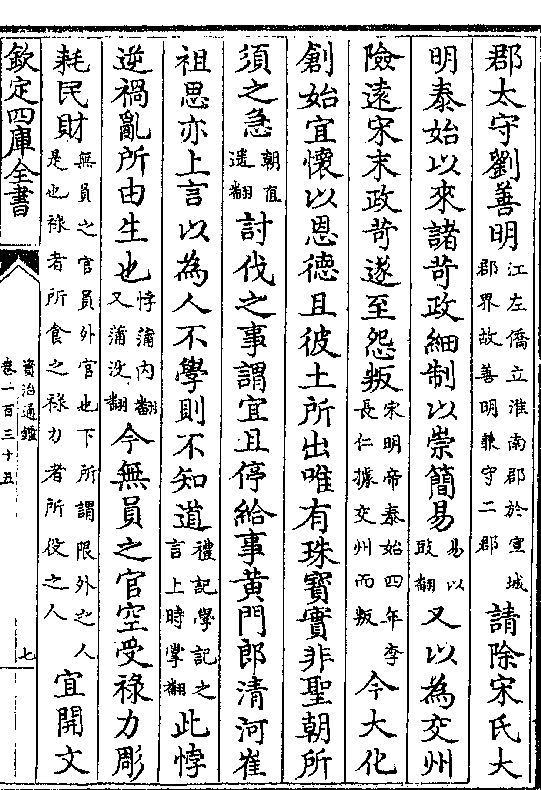 郡太守劉善明江左僑立淮南郡於宣城郡界故善明兼守二郡請除宋氏大
明泰始以來諸苛政細制以崇簡易易以豉翻又以為交州
險遠宋末政苛遂至怨叛宋明帝泰始四年李長仁據交州而叛今大化
創始宜懷以恩德且彼土所出唯有珠寶實非聖朝所
須之急朝直遥翻討伐之事謂宜且停給事黄門郎清河崔
祖思亦上言以為人不學則不知道禮記學記之言上時掌翻此悖
逆禍亂所由生也悖蒲内翻又蒲没翻今無員之官空受祿力彫
耗民財無員之官員外官也下所謂限外之人是也祿者所食之祿力者所役之人宜開文
欽定四庫全書
資治通鑑
卷一百三十五
七